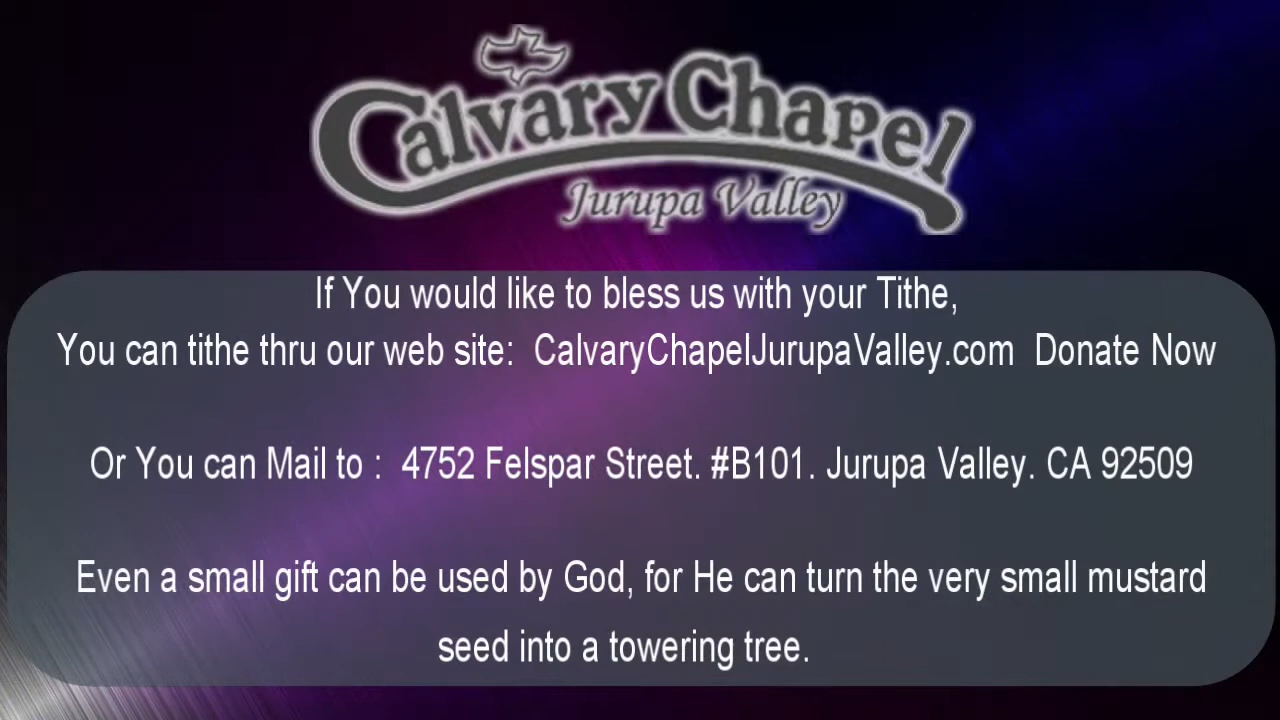 Calvary Chapel
Jurupa Valley
If You would like to bless us with your Tithe,
You can tithe thru our web site:  CalvaryChapelJurupaValley.com  Donate Now
Or You can Mail to :  4752 Felspar Street. #B101. Jurupa Valley. CA 92509
Even a small gift can be used by God, for He can turn the very small mustard
seed into a towering tree.